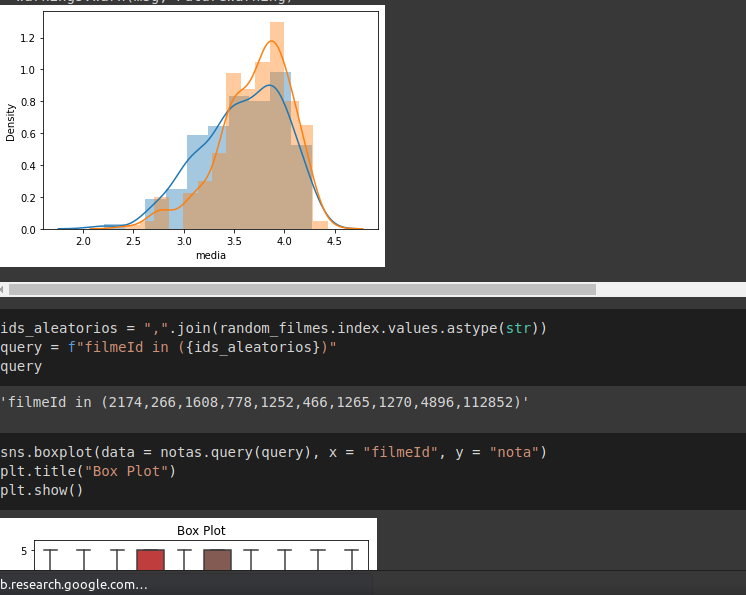 1.2
1.0
0.8
0.6
0.4
0.2
0.0
Density
2.0 2.5 3.0 3.5 4.0 4.5
media
ids_aleatorios = ",".join(random_filmes.index.values.astype(str))
query = f"filmeId in ({ids_aleatorios})"
query
'filmeId in (2174,266,1608,778,1252,466,1265,1270,4896,112852)'
sns.boxplot(data = notas.query(query), x = "filmeId", y = "nota")
plt.title("Box Plot")
plt.show()
Box Plot
5
b.research.google.com…